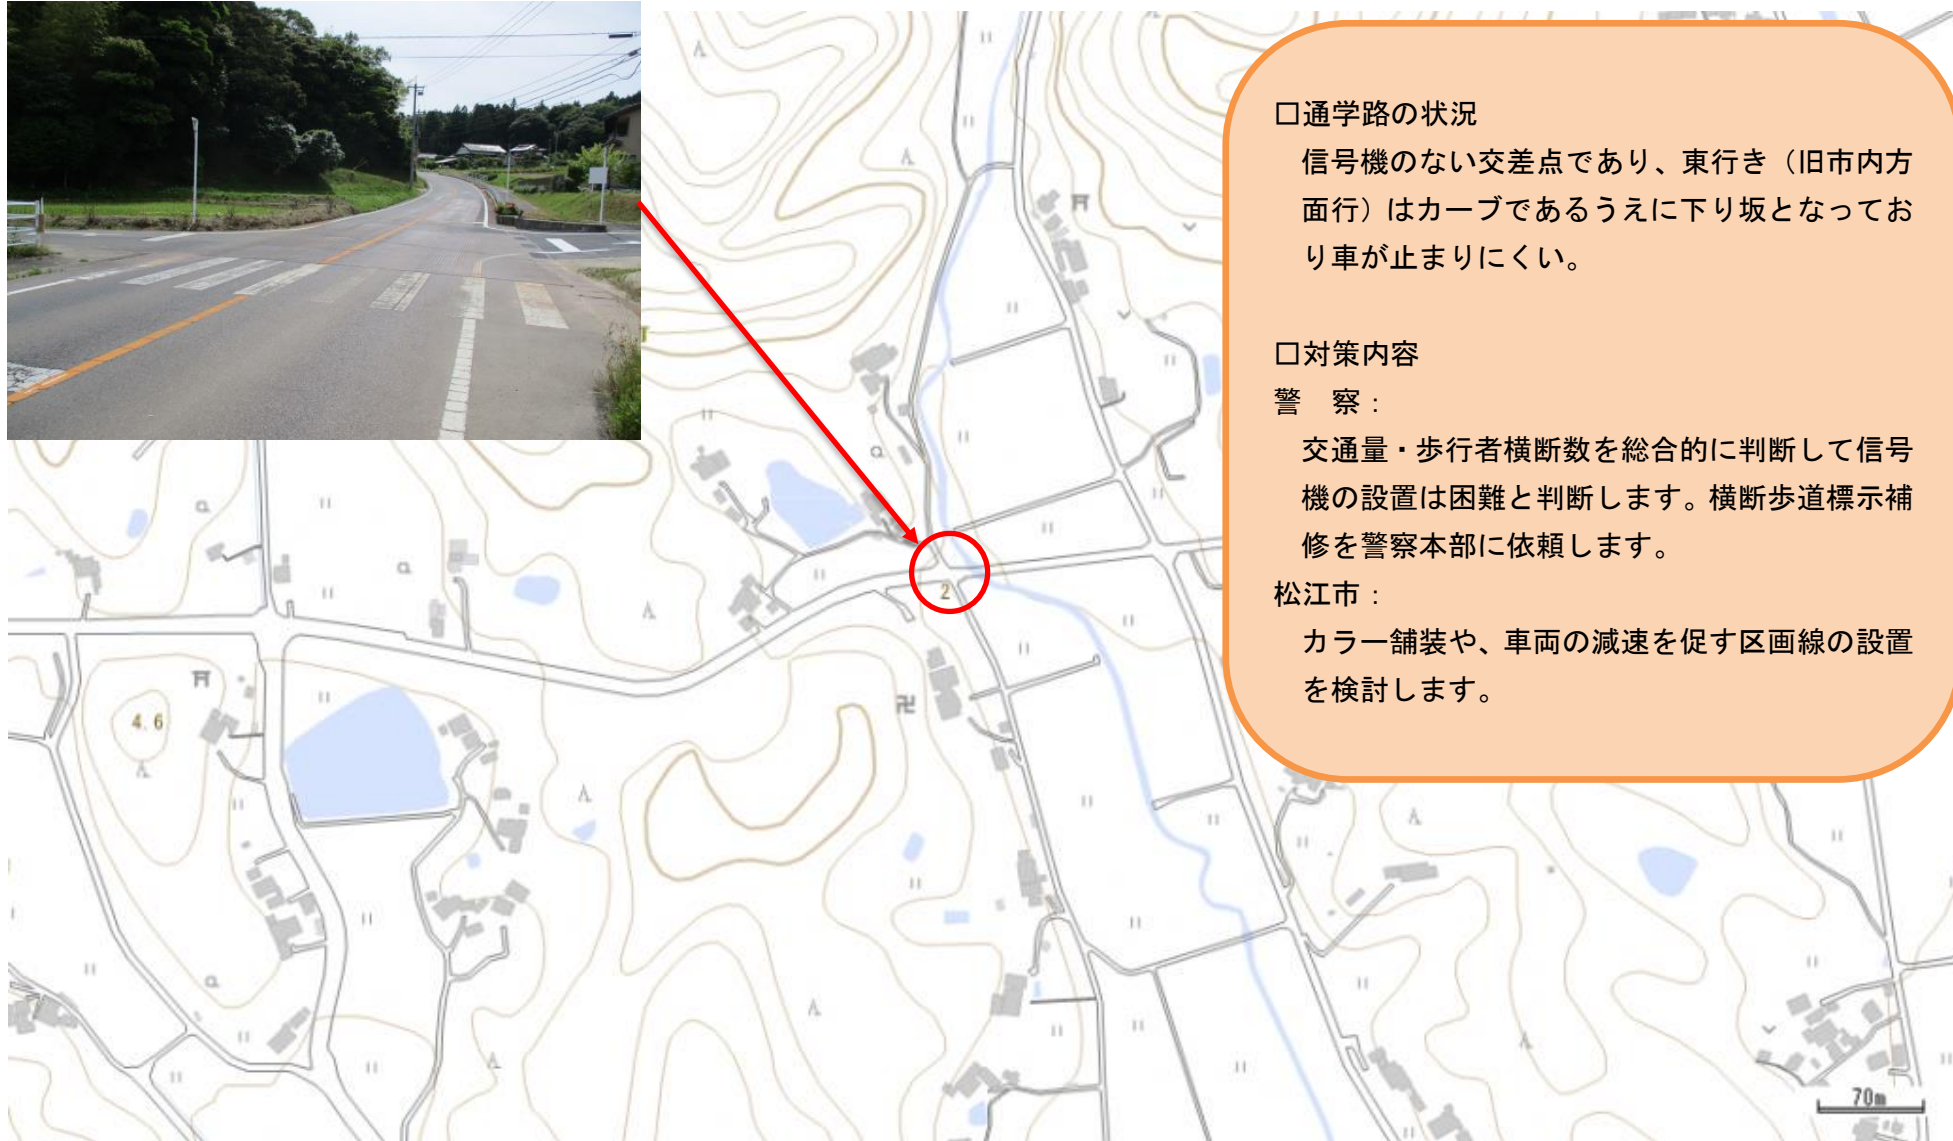 □通学路の状況
信号機のない交差点であり、東行き（旧市内方
面行）はカーブであるうえに下り坂となってお
り車が止まりにくい。
□対策内容
警　察：
交通量・歩行者横断数を総合的に判断して信号
機の設置は困難と判断します。横断歩道標示補
修を警察本部に依頼します。
松江市：
カラー舗装や、車両の減速を促す区画線の設置
を検討します。
2
4.6
70m